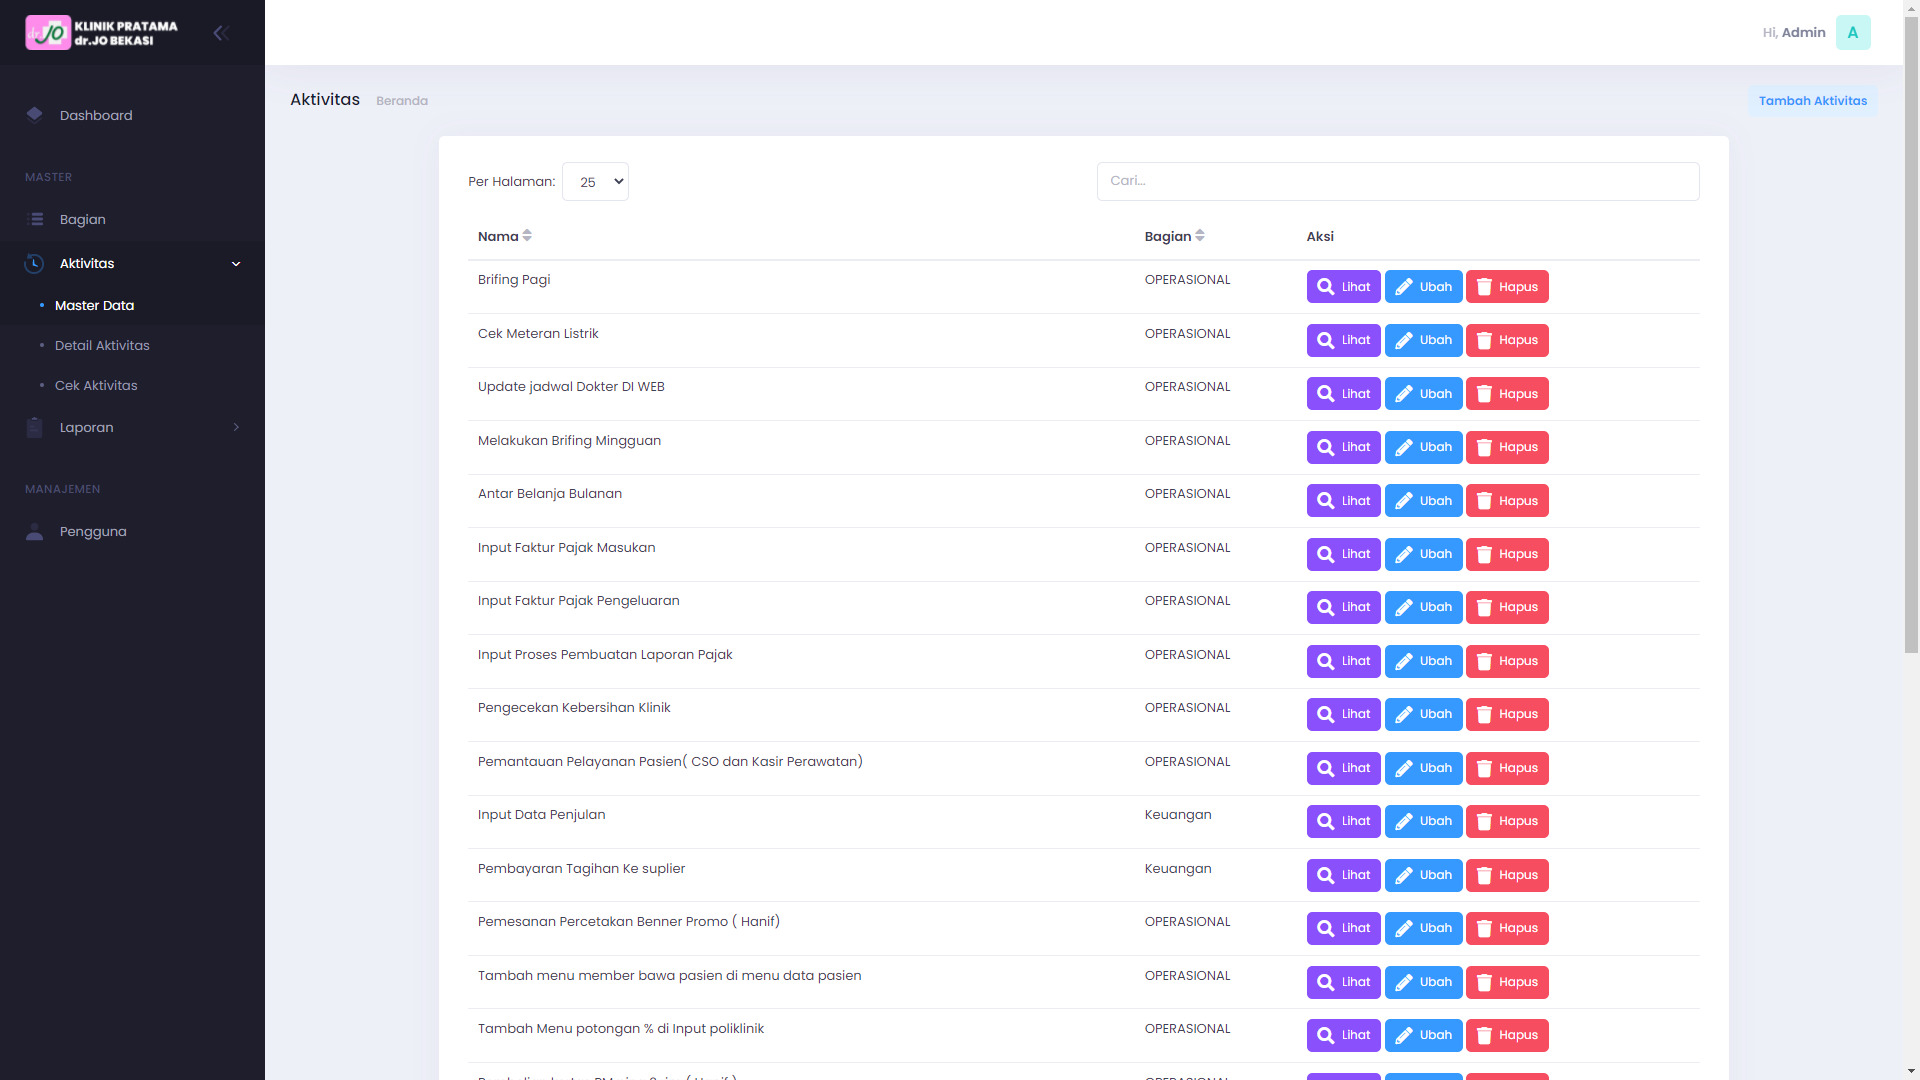 dr.JO KLINIK PRATAMA
dr.JO BEKASI
Hi, Admin A
Dashboard
MASTER
Bagian
Aktivitas
Master Data
Detail Aktivitas
Cek Aktivitas
Laporan
MANAJEMEN
Pengguna
Aktivitas Beranda
Tambah Aktivitas
Per Halaman: 25
Cari...
Nama Bagian Aksi
Brifing Pagi OPERASIONAL Lihat Ubah Hapus
Cek Meteran Listrik OPERASIONAL Lihat Ubah Hapus
Update jadwal Dokter DI WEB OPERASIONAL Lihat Ubah Hapus
Melakukan Brifing Mingguan OPERASIONAL Lihat Ubah Hapus
Antar Belanja Bulanan OPERASIONAL Lihat Ubah Hapus
Input Faktur Pajak Masukan OPERASIONAL Lihat Ubah Hapus
Input Faktur Pajak Pengeluaran OPERASIONAL Lihat Ubah Hapus
Input Proses Pembuatan Laporan Pajak OPERASIONAL Lihat Ubah Hapus
Pengecekan Kebersihan Klinik OPERASIONAL Lihat Ubah Hapus
Pemantauan Pelayanan Pasien( CSO dan Kasir Perawatan) OPERASIONAL Lihat Ubah Hapus
Input Data Penjulan Keuangan Lihat Ubah Hapus
Pembayaran Tagihan Ke suplier Keuangan Lihat Ubah Hapus
Pemesanan Percetakan Benner Promo ( Hanif) OPERASIONAL Lihat Ubah Hapus
Tambah menu member bawa pasien di menu data pasien OPERASIONAL Lihat Ubah Hapus
Tambah Menu potongan % di Input poliklinik OPERASIONAL Lihat Ubah Hapus